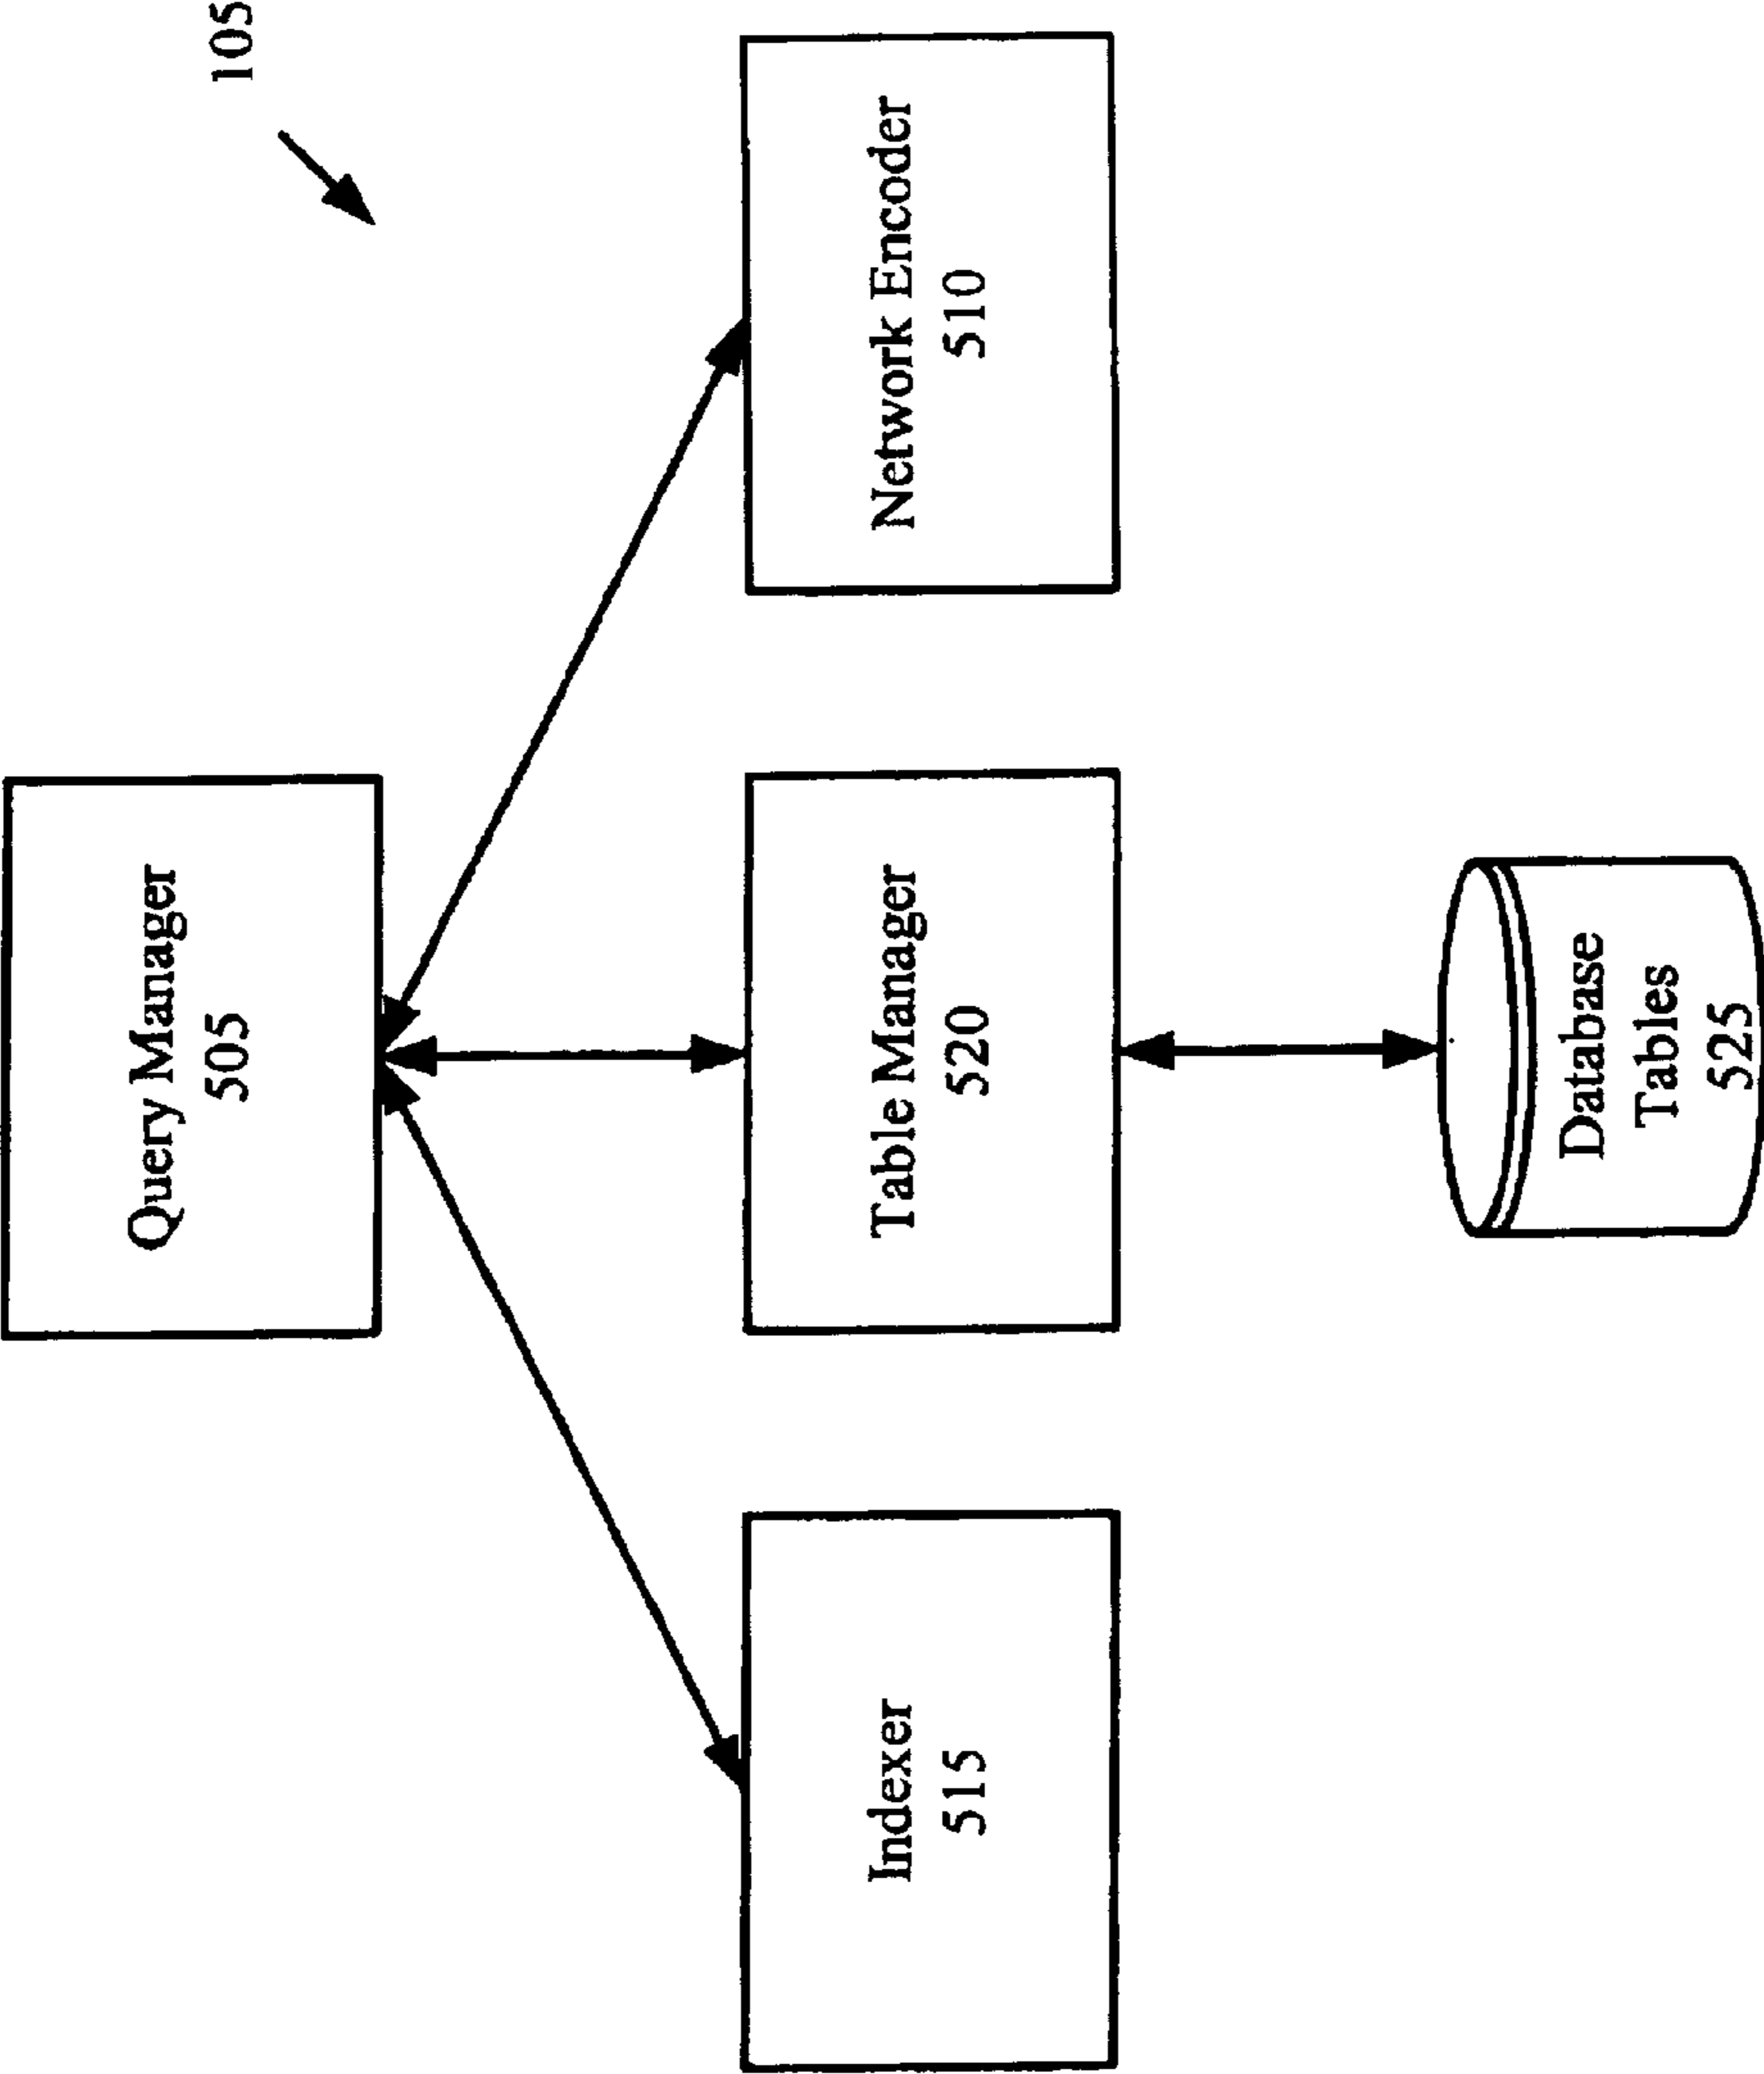 Query Manager
505
105
Indexer
515
Table Manager
520
Network Encoder
510
Database
Tables
525